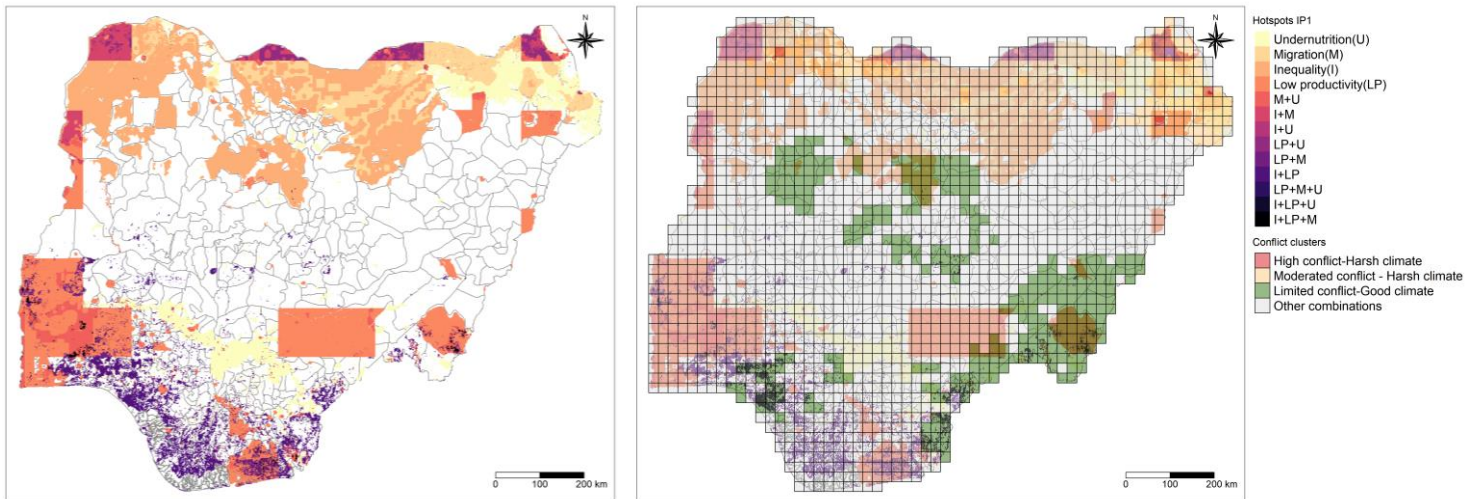 N
0 100 200 km
N
0 100 200 km
Hotspots IP1
Undernutrition(U)
Migration(M)
Inequality(I)
Low productivity(LP)
M+U
I+M
I+U
LP+U
LP+M
I+LP
LP+M+U
I+LP+U
I+LP+M
Conflict clusters
High conflict-Harsh climate
Moderated conflict - Harsh climate
Limited conflict-Good climate
Other combinations